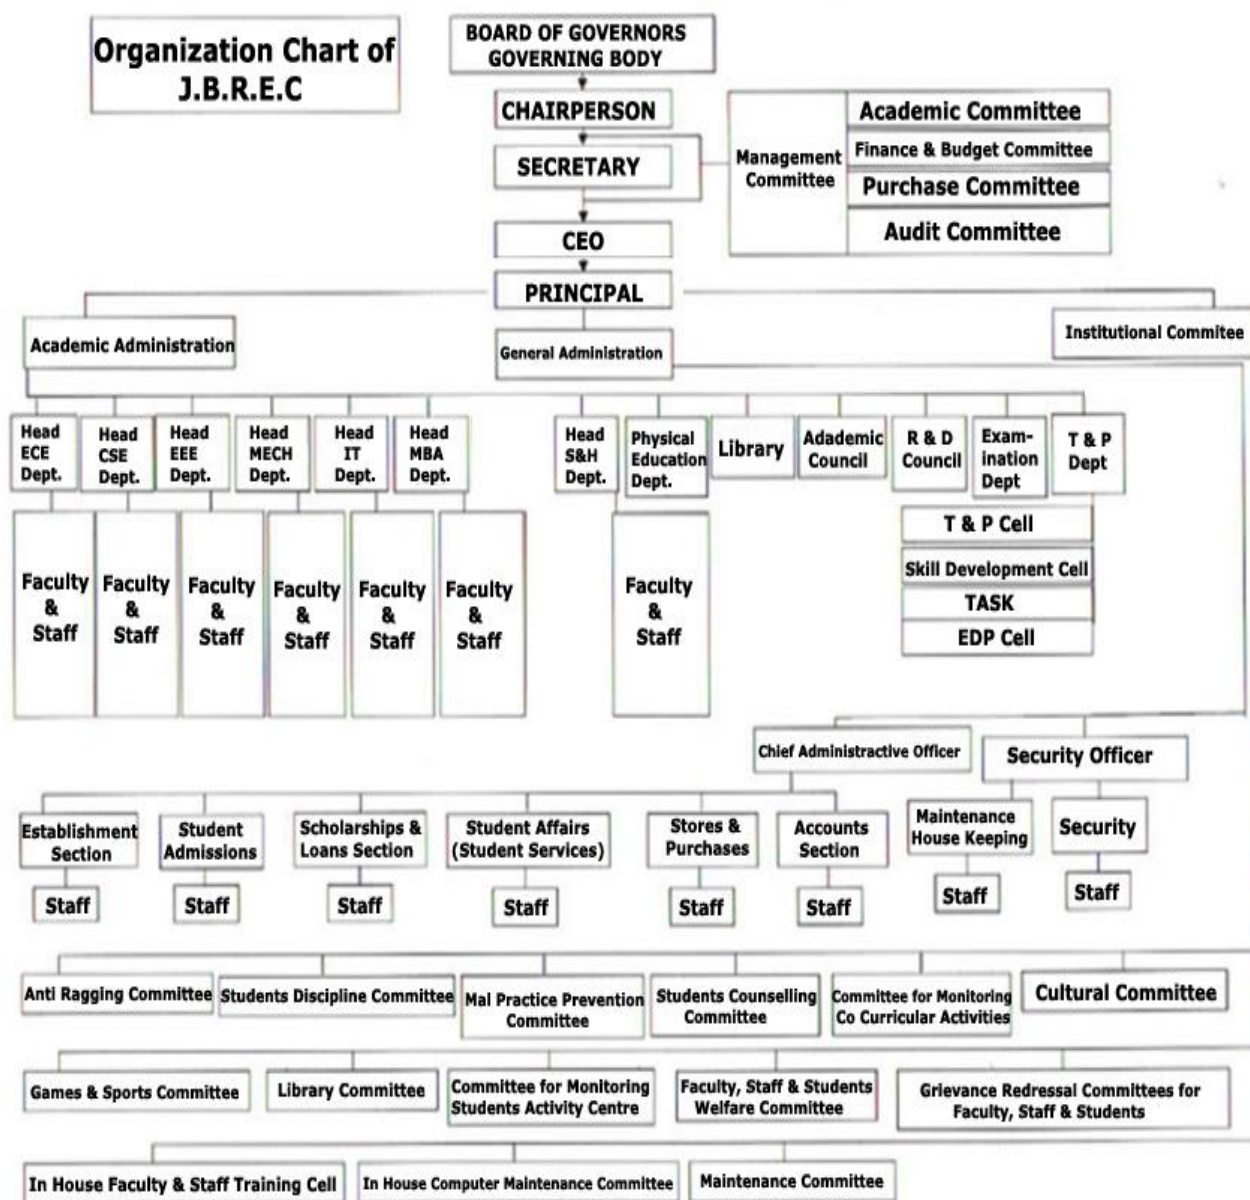 Organization Chart of
J.B.R.E.C
BOARD OF GOVERNORS
GOVERNING BODY
CHAIRPERSON
SECRETARY
CEO
PRINCIPAL
Management
Committee
Academic Committee
Finance & Budget Committee
Purchase Committee
Audit Committee
Academic Administration
General Administration
Institutional Commitee
Head
ECE
Dept.
Head
CSE
Dept.
Head
EEE
Dept.
Head
MECH
Dept.
Head
IT
Dept.
Head
MBA
Dept.
Head
S&H
Dept.
Physical
Education
Dept.
Library
Adademic
Council
R & D
Council
Exam-
ination
Dept
T & P
Dept
Faculty
&
Staff
Faculty
&
Staff
Faculty
&
Staff
Faculty
&
Staff
Faculty
&
Staff
Faculty
&
Staff
Faculty
&
Staff
T & P Cell
Skill Development Cell
TASK
EDP Cell
Chief Administractive Officer
Security Officer
Establishment
Section
Student
Admissions
Scholarships &
Loans Section
Student Affairs
(Student Services)
Stores &
Purchases
Accounts
Section
Maintenance
House Keeping
Security
Staff
Staff
Staff
Staff
Staff
Staff
Staff
Staff
Anti Ragging Committee
Students Discipline Committee
Mal Practice Prevention
Committee
Students Counselling
Committee
Committee for Monitoring
Co Curricular Activities
Cultural Committee
Games & Sports Committee
Library Committee
Committee for Monitoring
Students Activity Centre
Faculty, Staff & Students
Welfare Committee
Grievance Redressal Committees for
Faculty, Staff & Students
In House Faculty & Staff Training Cell
In House Computer Maintenance Committee
Maintenance Committee